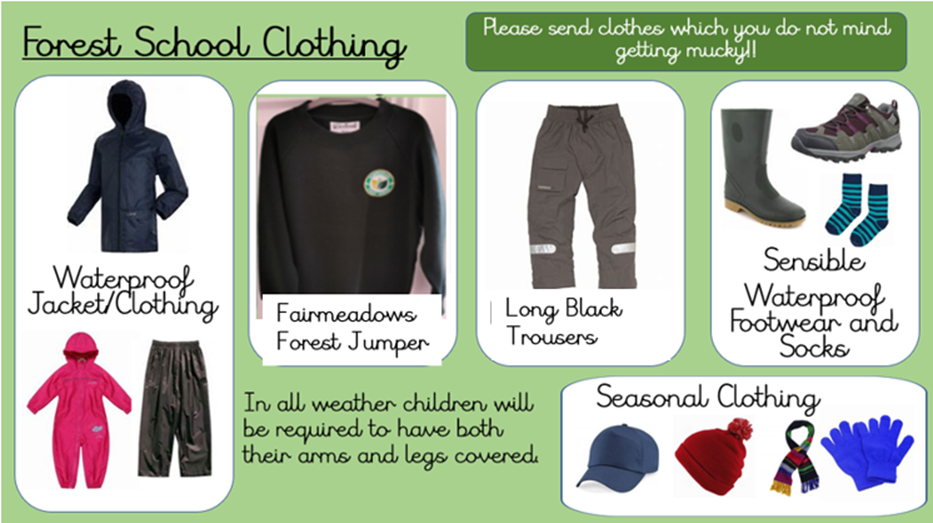 Forest School Clothing
Please send clothes which you do not mind
getting mucky!!
Waterproof
Jacket/Clothing
Fairmeadows
Forest Jumper
Long Black
Trousers
Sensible
Waterproof
Footwear and
Socks
In all weather children will
be required to have both
their arms and legs covered.
Seasonal Clothing